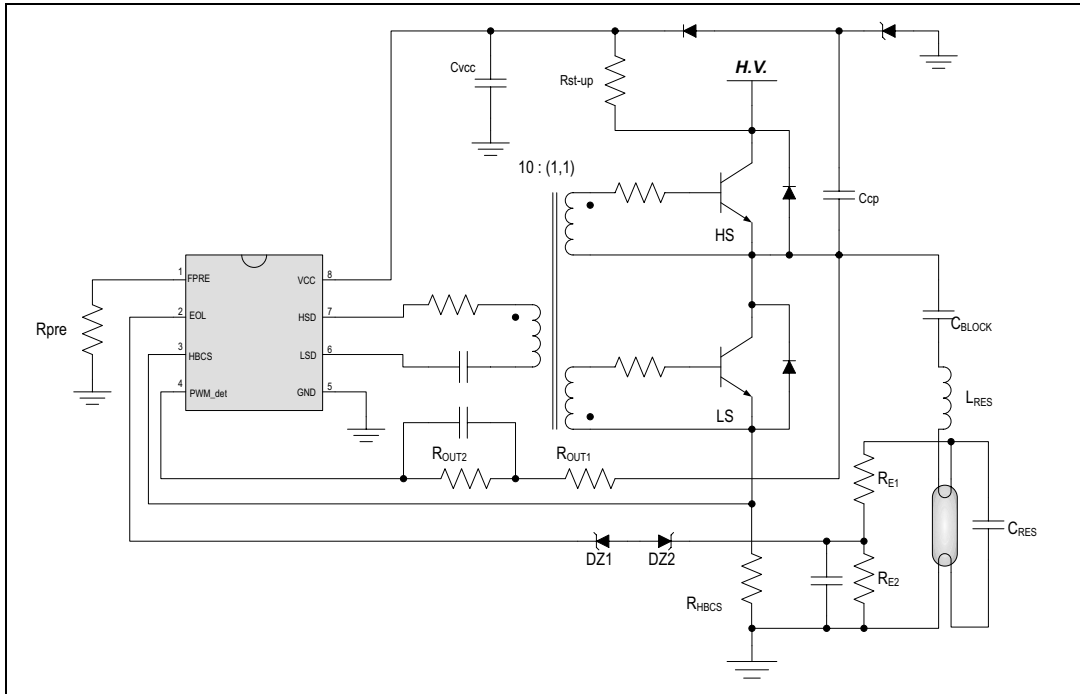 Cvcc
Rst-up
H.V.
10 : (1,1)
Ccp
HS
1
FPRE
VCC
8
Rpre
2
EOL
HSD
7
3
HBCS
LSD
6
4
PWM_det
GND
5
CBLOCK
LS
LRES
ROUT2
ROUT1
RE1
CRES
DZ1
DZ2
RE2
RHBCS